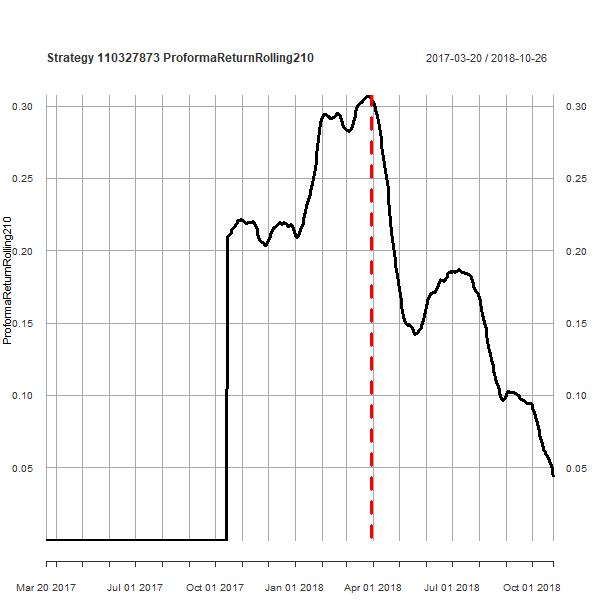 Strategy 110327873 ProformaReturnRolling210
2017-03-20 / 2018-10-26
ProformaReturnRolling210
0.30
0.30
0.25
0.25
0.20
0.20
0.15
0.15
0.10
0.10
0.05
0.05
Mar 20 2017
Jul 01 2017
Oct 01 2017
Jan 01 2018
Apr 01 2018
Jul 01 2018
Oct 01 2018